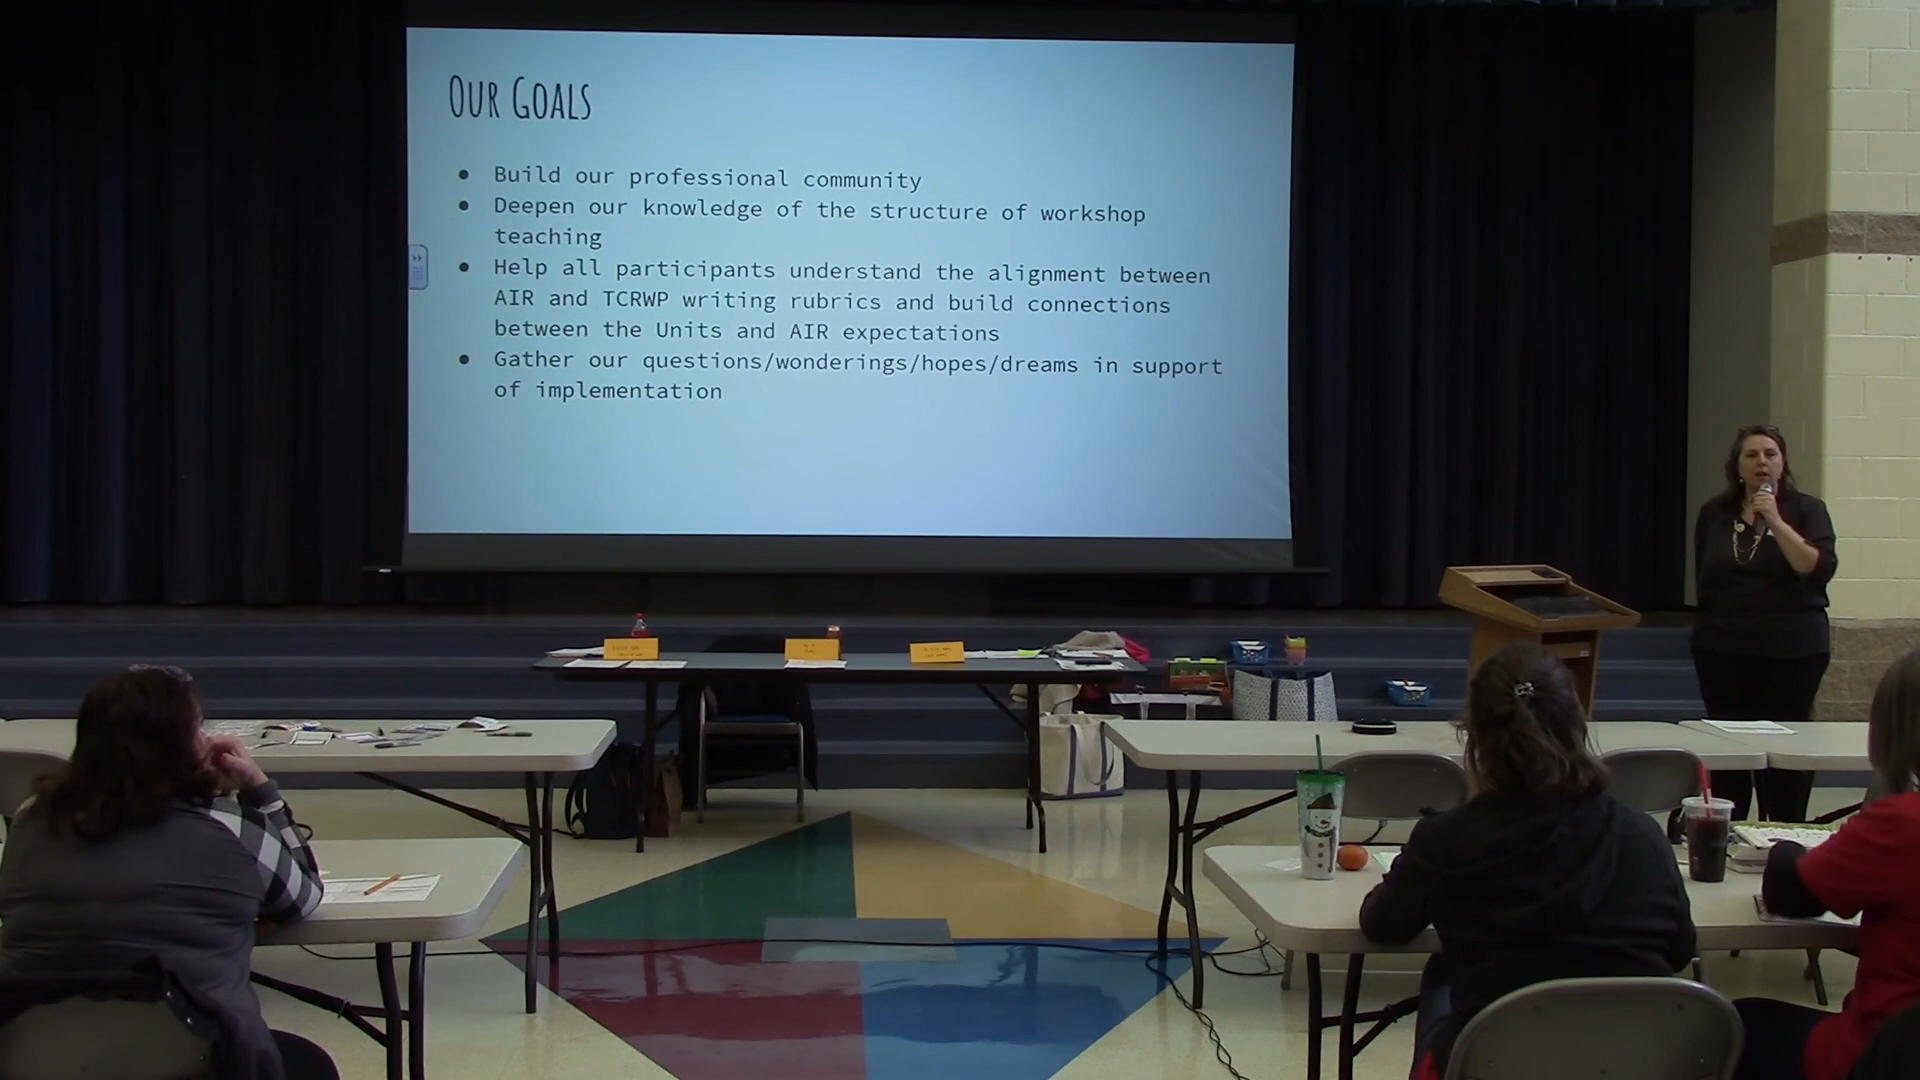 Our Goals
● Build our professional community
● Deepen our knowledge of the structure of workshop
teaching
● Help all participants understand the alignment between
AIR and TCRWP writing rubrics and build connections
between the Units and AIR expectations
● Gather our questions/wonderings/hopes/dreams in support
of implementation